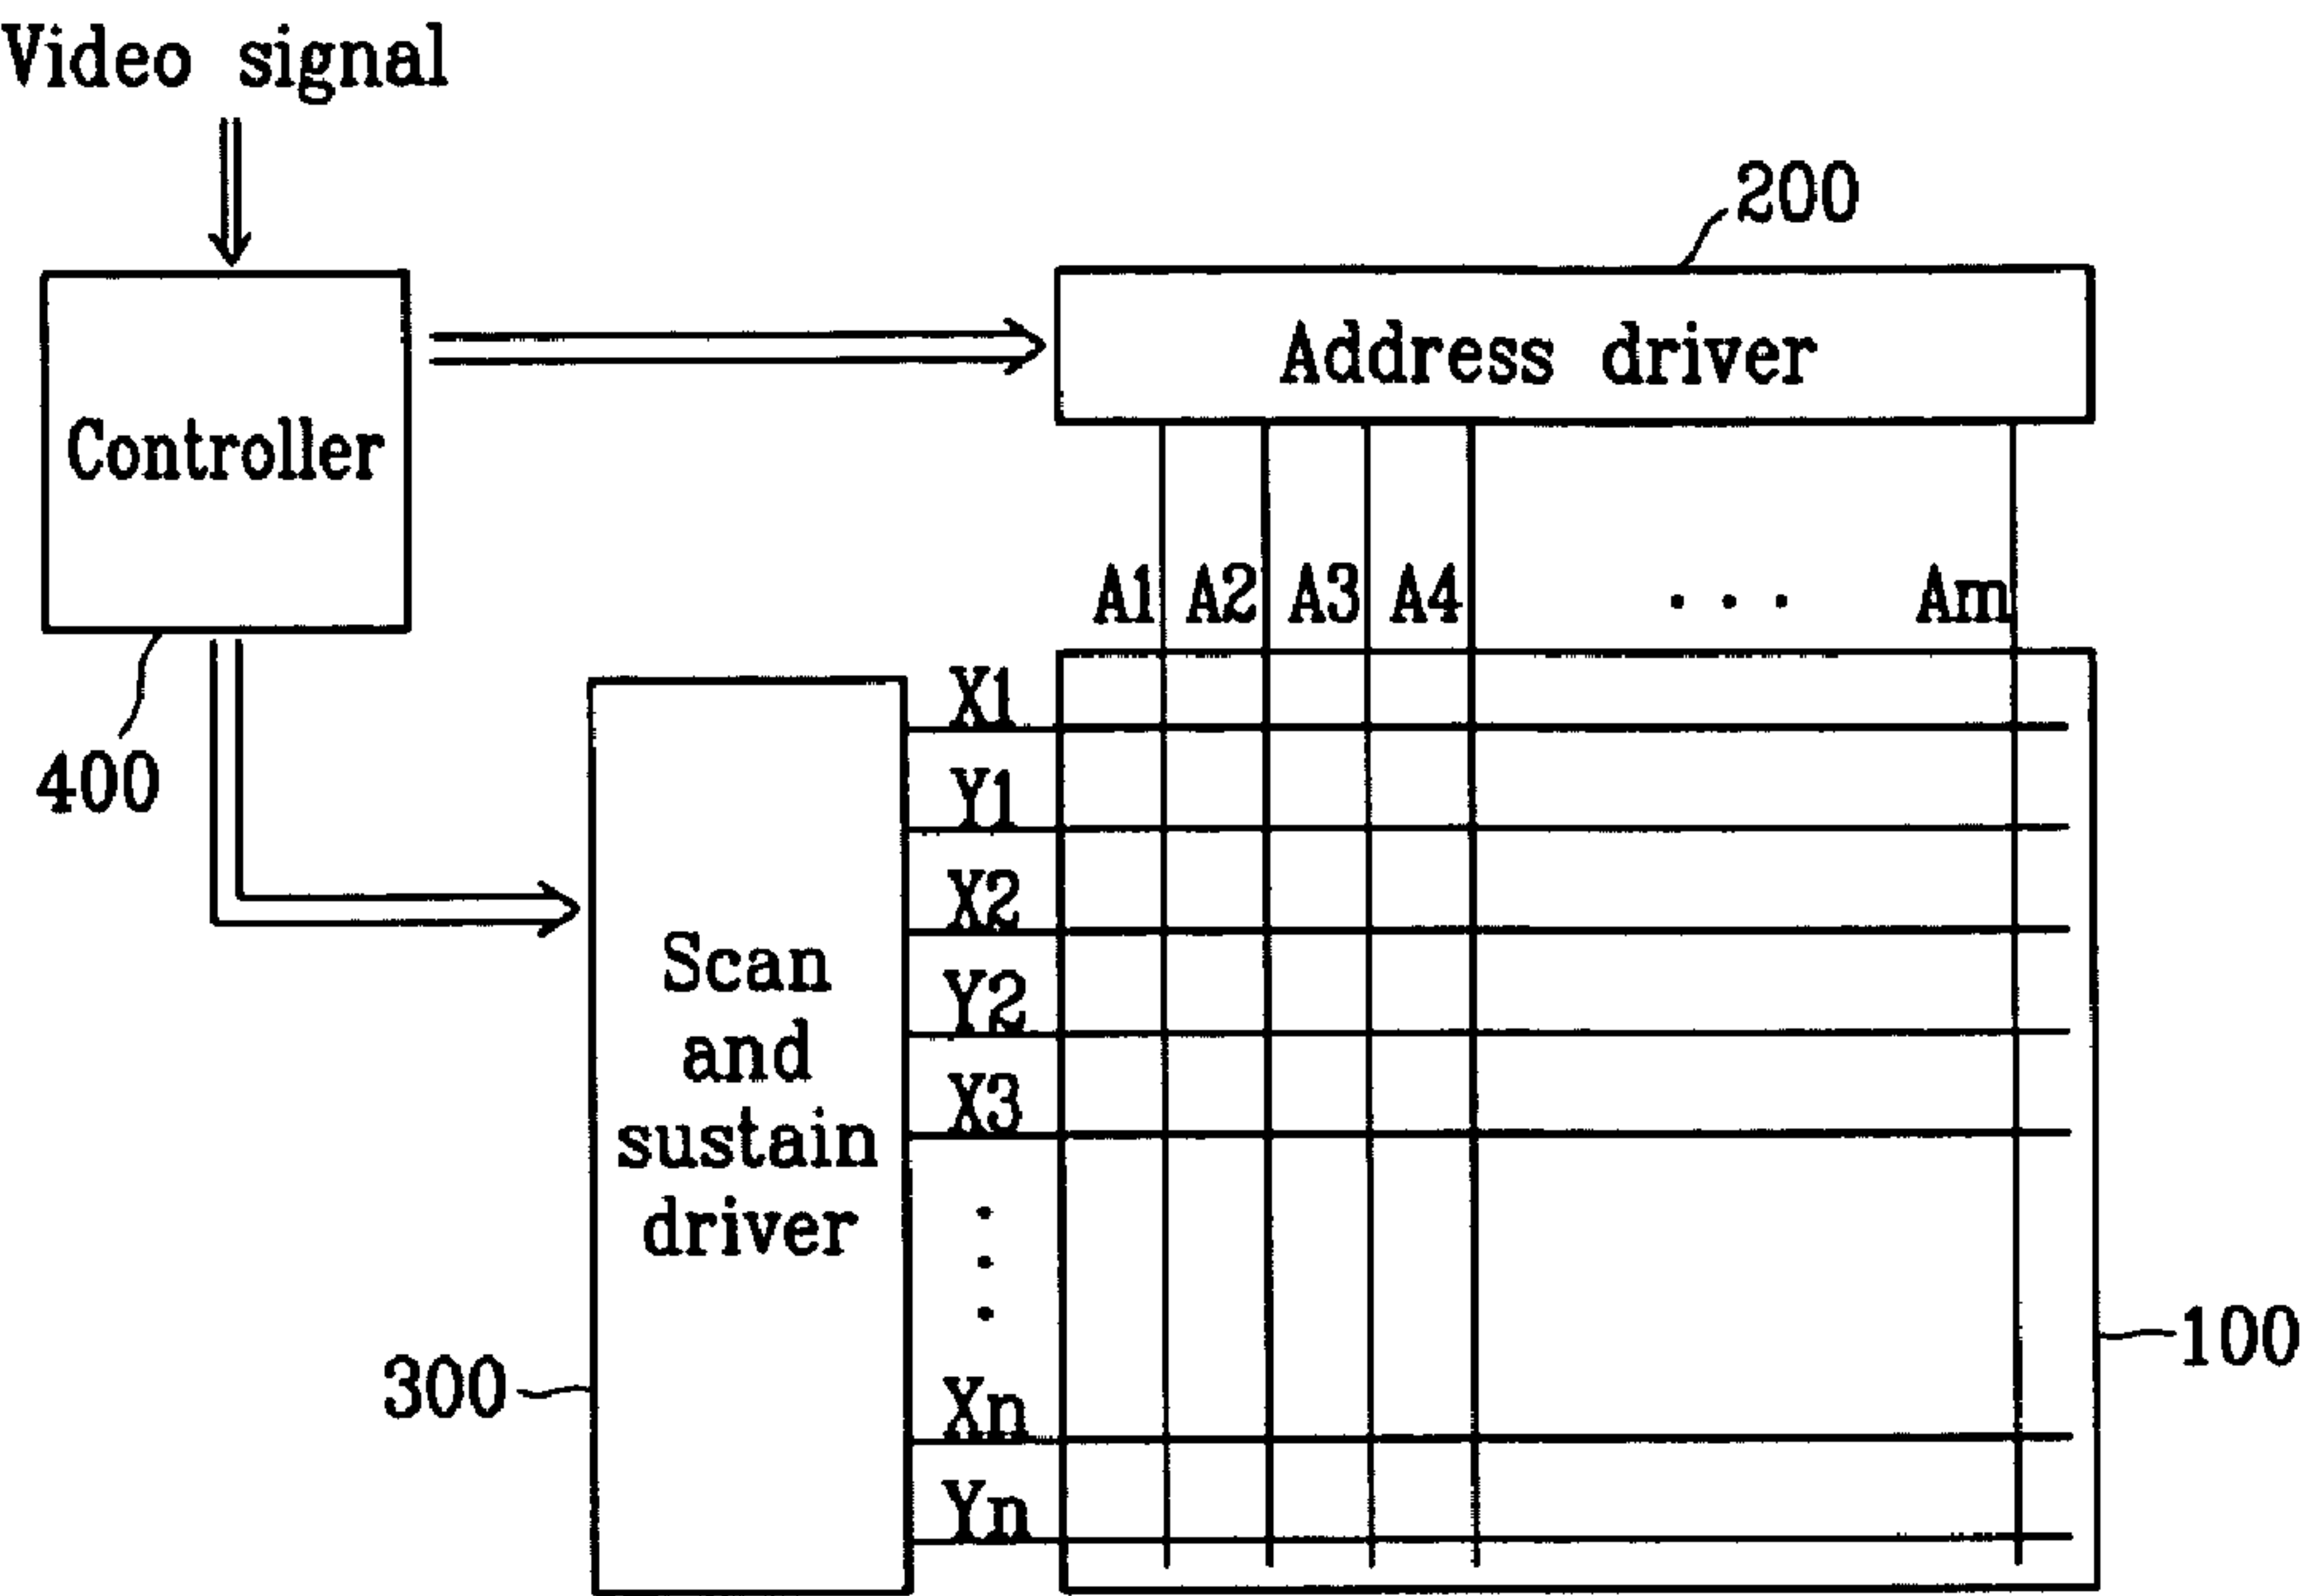 Video signal
200
Address driver
Controller
A1 A2 A3 A4 . . . Am
400
X1
Y1
X2
Y2
X3
Scan
and
sustain
driver
.
.
.
100
300
Xn
Yn